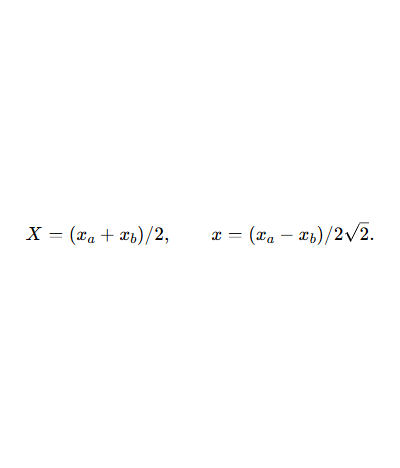 X = (x_a + x_b)/2, x = (x_a − x_b)/2√2.